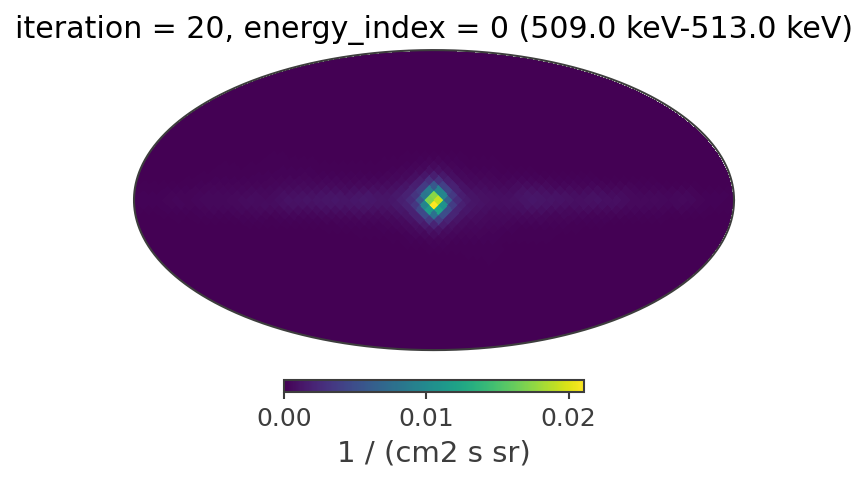 iteration = 20, energy_index = 0 (509.0 keV-513.0 keV)
0.00 0.01 0.02
1 / (cm2 s sr)